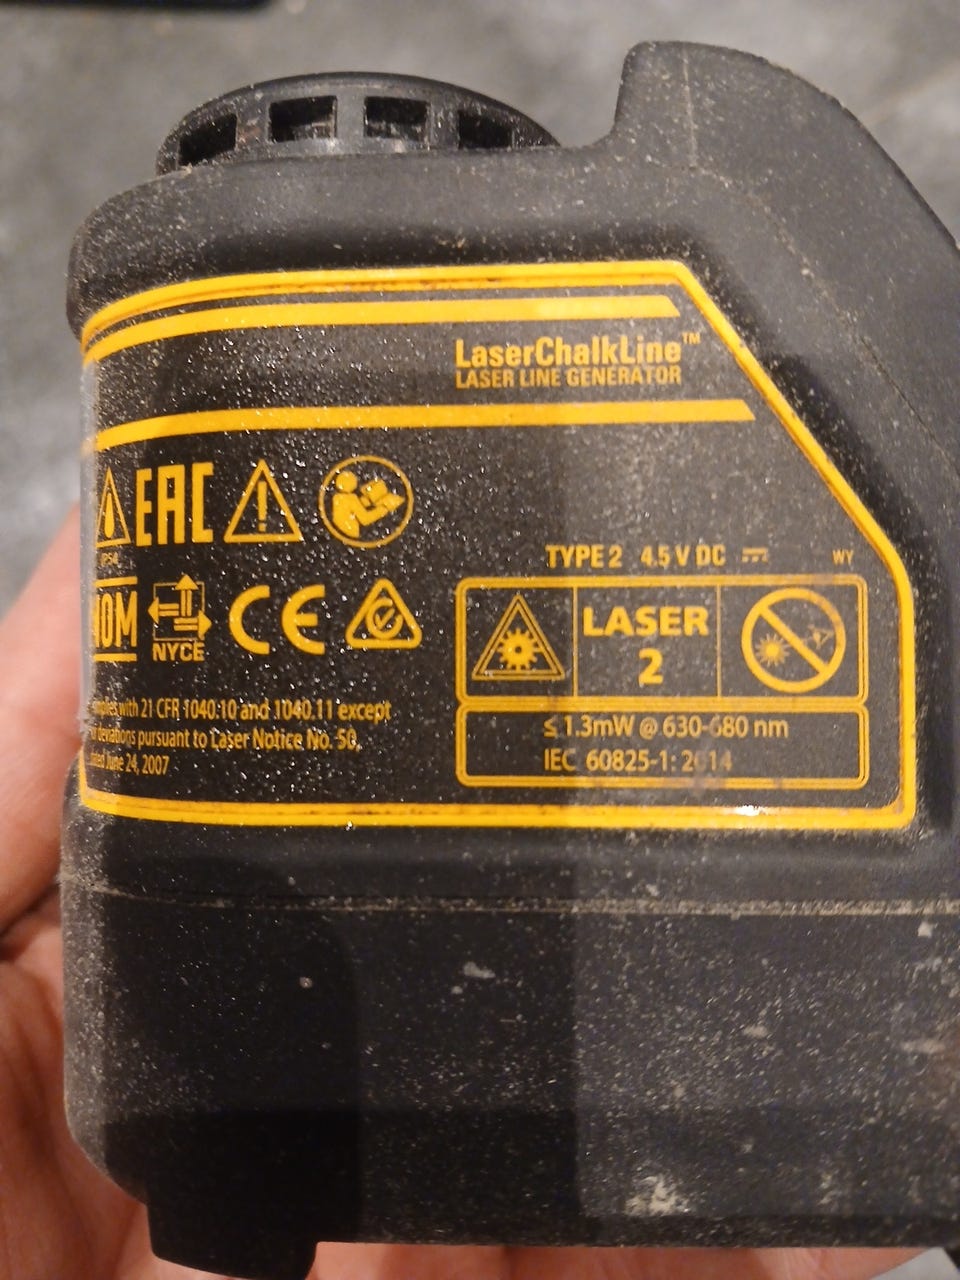 LaserChalkLine™
LASER LINE GENERATOR
EAC
IP54
TYPE 2 4.5 V DC
WY
NOM
NYCE
CE
LASER
2
with 21 CFR 1040.10 and 1040.11 except
deviations pursuant to Laser Notice No. 50,
June 24, 2007
≤ 1.3mW @ 630-680 nm
IEC 60825-1: 2014